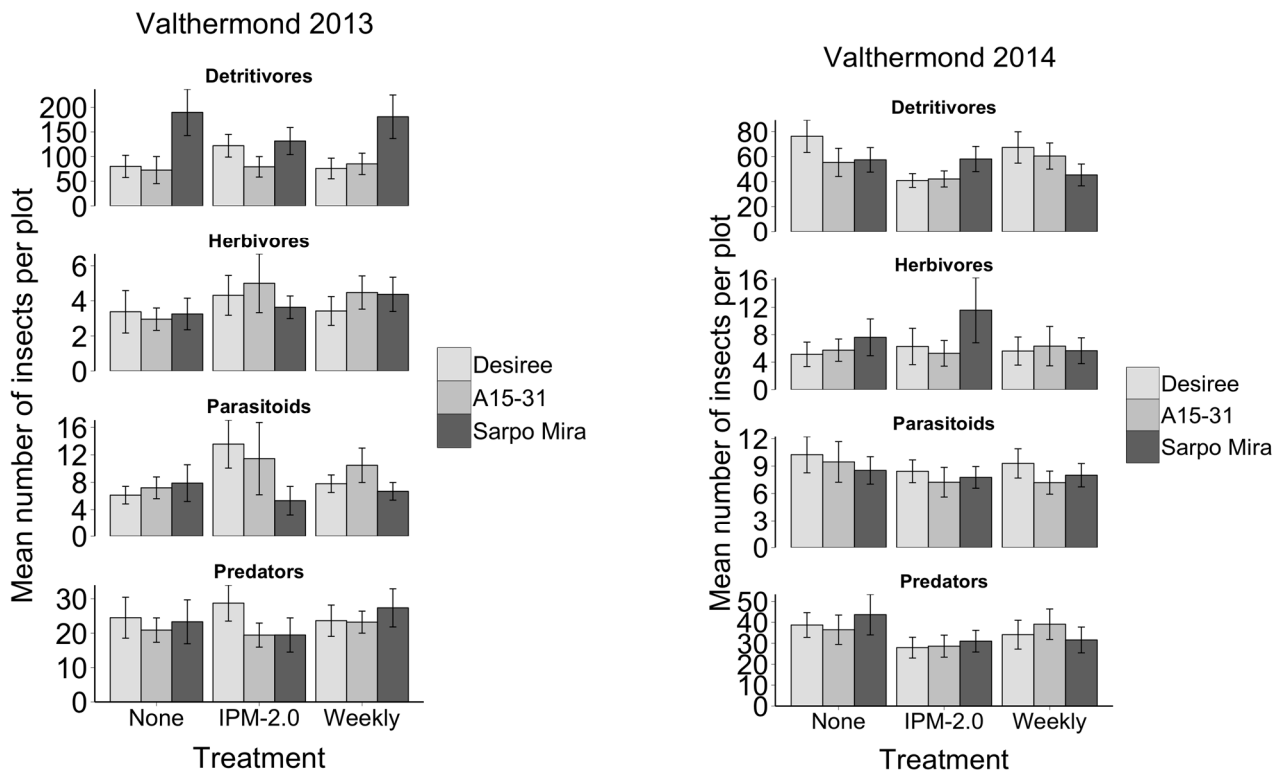 Valthermond 2013
Mean number of insects per plot
Detritivores
200
150
100
50
0
Herbivores
6
4
2
0
Parasitoids
16
12
8
4
0
Predators
30
20
10
0
None IPM-2.0 Weekly
Treatment
Desiree
A15-31
Sarpo Mira
Valthermond 2014
Mean number of insects per plot
Detritivores
80
60
40
20
0
Herbivores
16
12
8
4
0
Parasitoids
12
9
6
3
0
Predators
50
40
30
20
10
0
None IPM-2.0 Weekly
Treatment
Desiree
A15-31
Sarpo Mira